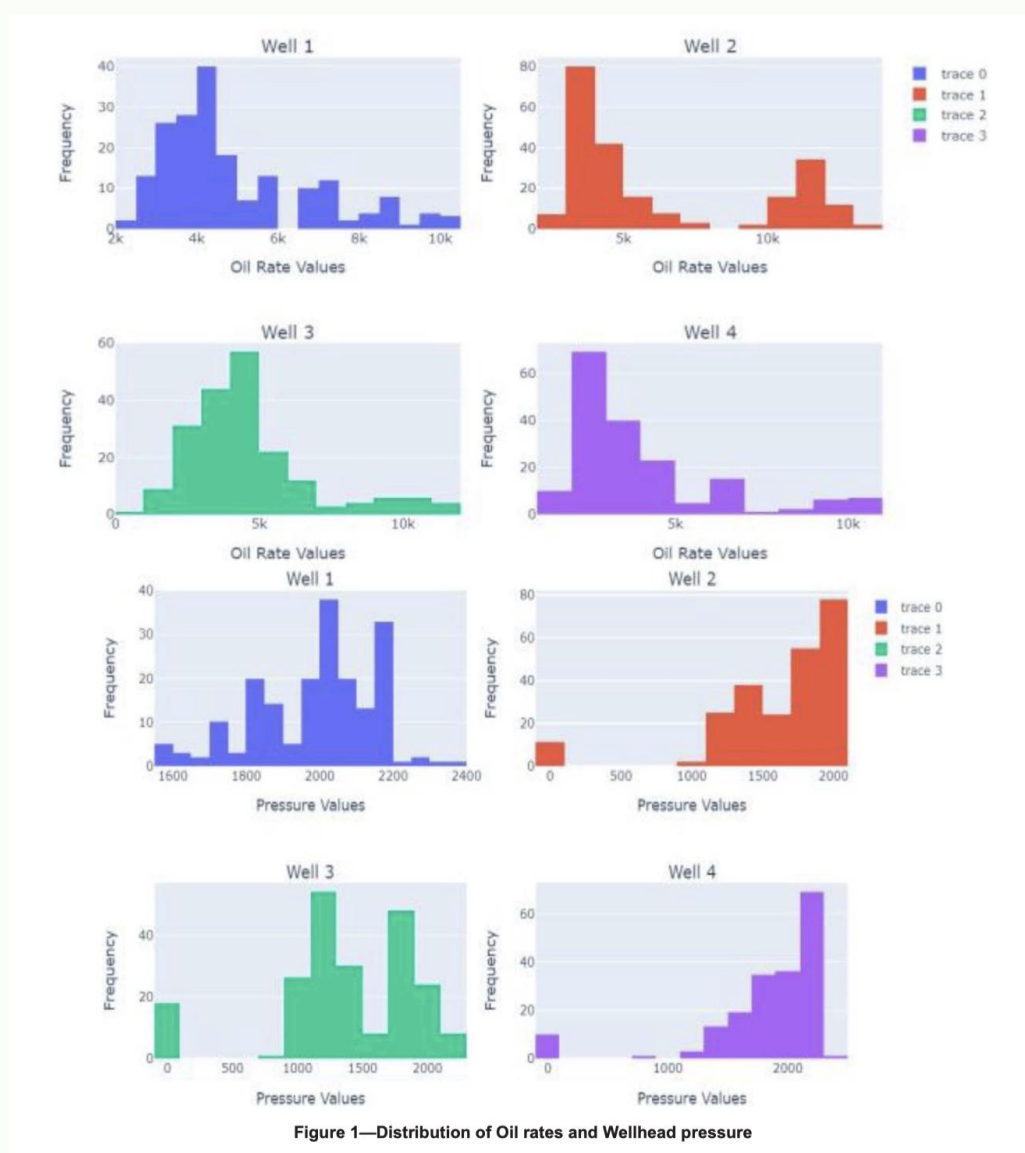 Well 1
Well 2
40
30
20
10
0
Frequency
2k
4k
6k
8k
10k
Oil Rate Values
80
60
40
20
0
Frequency
5k
10k
Oil Rate Values
trace 0
trace 1
trace 2
trace 3
Well 3
Well 4
60
40
20
0
Frequency
0
5k
10k
Oil Rate Values
60
40
20
0
Frequency
5k
10k
Oil Rate Values
Well 1
Well 2
40
30
20
10
0
Frequency
1600
1800
2000
2200
2400
Pressure Values
80
60
40
20
0
Frequency
0
500
1000
1500
2000
Pressure Values
trace 0
trace 1
trace 2
trace 3
Well 3
Well 4
40
20
0
Frequency
0
500
1000
1500
2000
Pressure Values
60
40
20
0
Frequency
0
1000
2000
Pressure Values
Figure 1—Distribution of Oil rates and Wellhead pressure